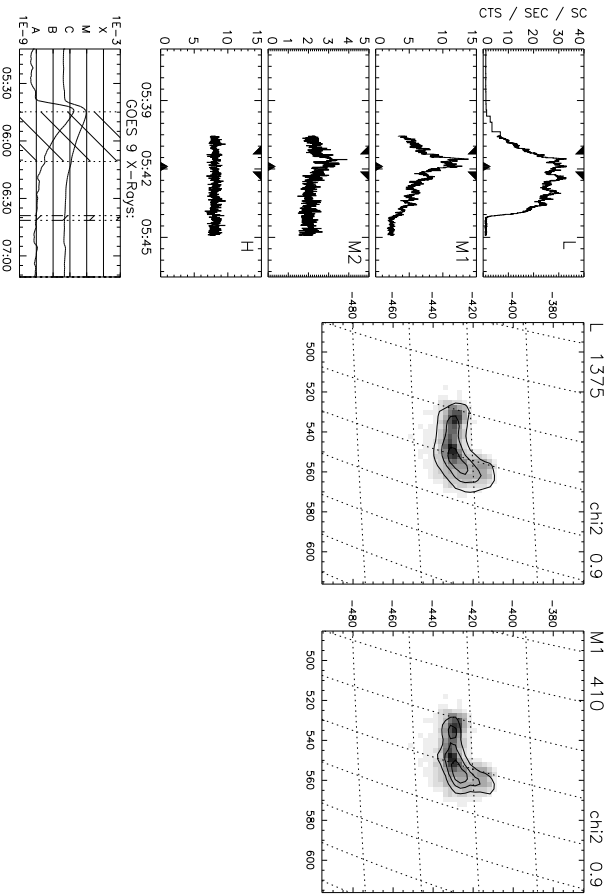 CTS / SEC / SC
40
30
20
10
0
L
15
10
5
0
M1
5
4
3
2
1
0
M2
15
10
5
0
H
05:39 05:42 05:45
GOES 9 X-Rays:
1E-3
X
M
C
B
A
1E-9
05:30 06:00 06:30 07:00
L 1375 chi2 0.9
-380
-400
-420
-440
-460
-480
500 520 540 560 580 600
M1 410 chi2 0.9
-380
-400
-420
-440
-460
-480
500 520 540 560 580 600